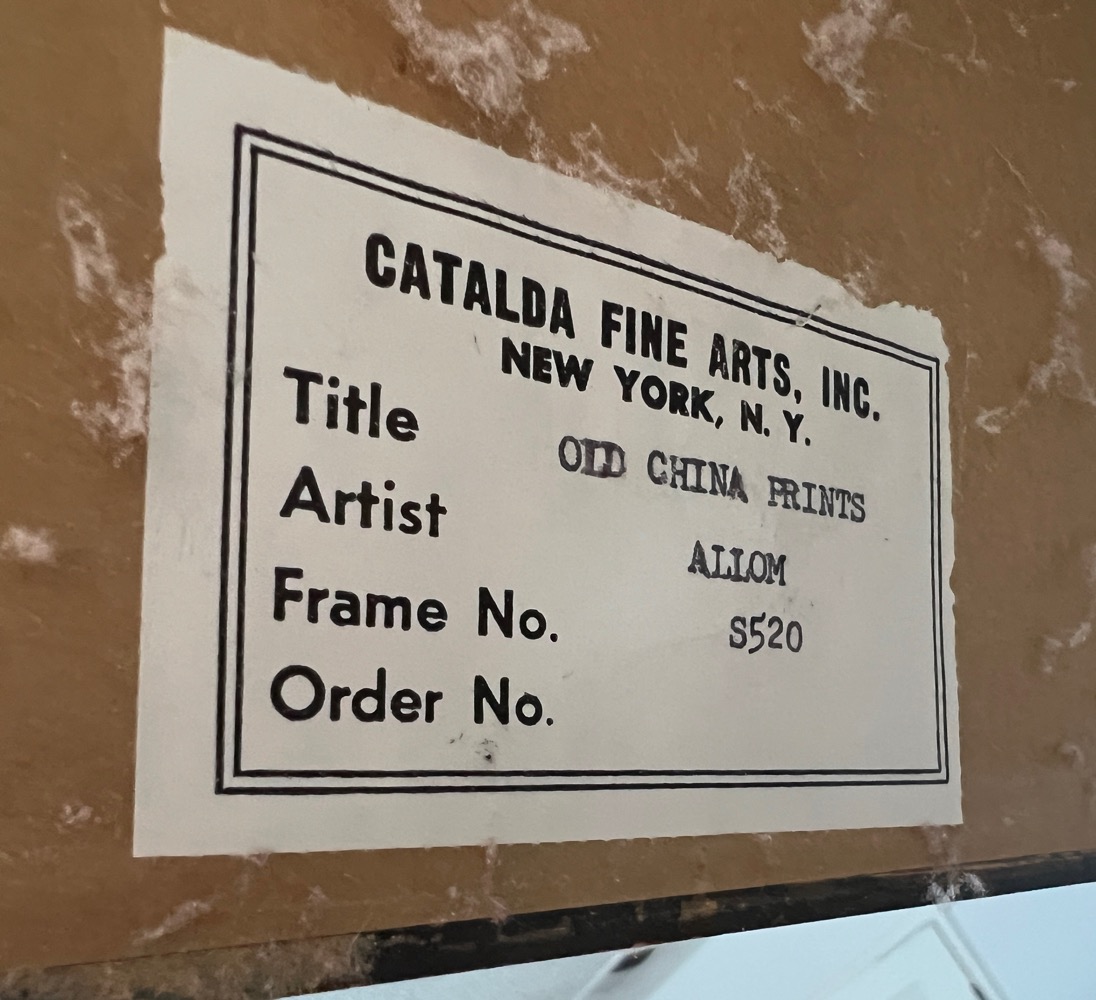 CATALDA FINE ARTS, INC.
NEW YORK, N. Y.
Title OLD CHINA PRINTS
Artist ALLOM
Frame No. S520
Order No.